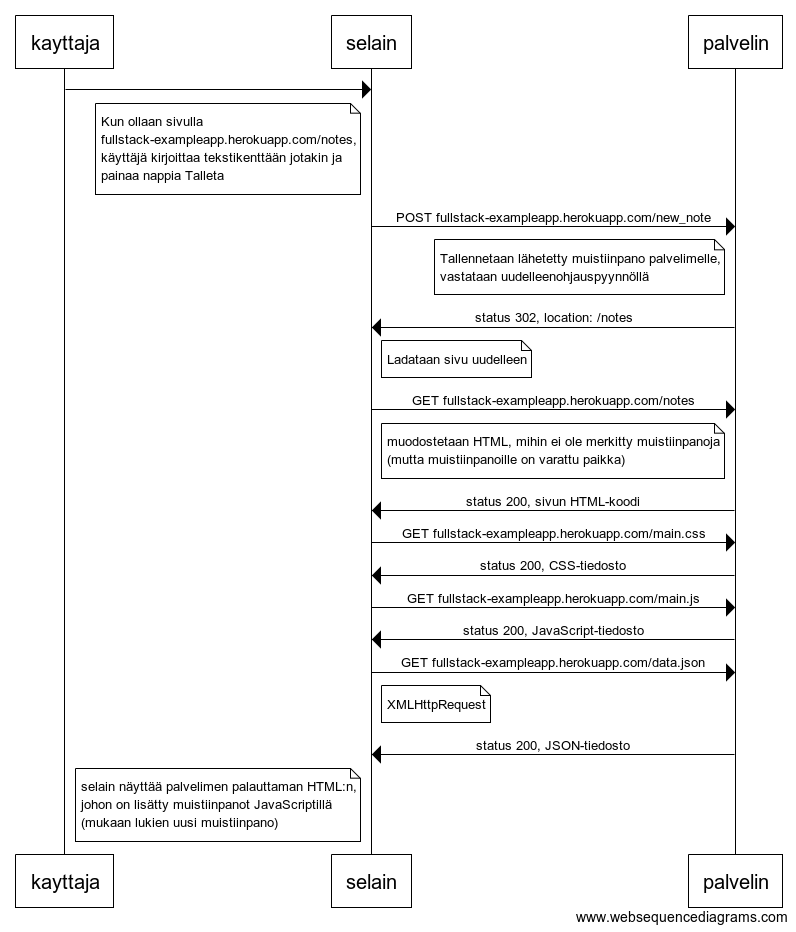 kayttaja
selain
palvelin
Kun ollaan sivulla
fullstack-exampleapp.herokuapp.com/notes,
käyttäjä kirjoittaa tekstikenttään jotakin ja
painaa nappia Talleta
POST fullstack-exampleapp.herokuapp.com/new_note
Tallennetaan lähetetty muistiinpano palvelimelle,
vastataan uudelleenohjauspyynnöllä
status 302, location: /notes
Ladataan sivu uudelleen
GET fullstack-exampleapp.herokuapp.com/notes
muodostetaan HTML, mihin ei ole merkitty muistiinpanoja
(mutta muistiinpanoille on varattu paikka)
status 200, sivun HTML-koodi
GET fullstack-exampleapp.herokuapp.com/main.css
status 200, CSS-tiedosto
GET fullstack-exampleapp.herokuapp.com/main.js
status 200, JavaScript-tiedosto
GET fullstack-exampleapp.herokuapp.com/data.json
XMLHttpRequest
status 200, JSON-tiedosto
selain näyttää palvelimen palauttaman HTML:n,
johon on lisätty muistiinpanot JavaScriptillä
(mukaan lukien uusi muistiinpano)
kayttaja
selain
palvelin
www.websequencediagrams.com